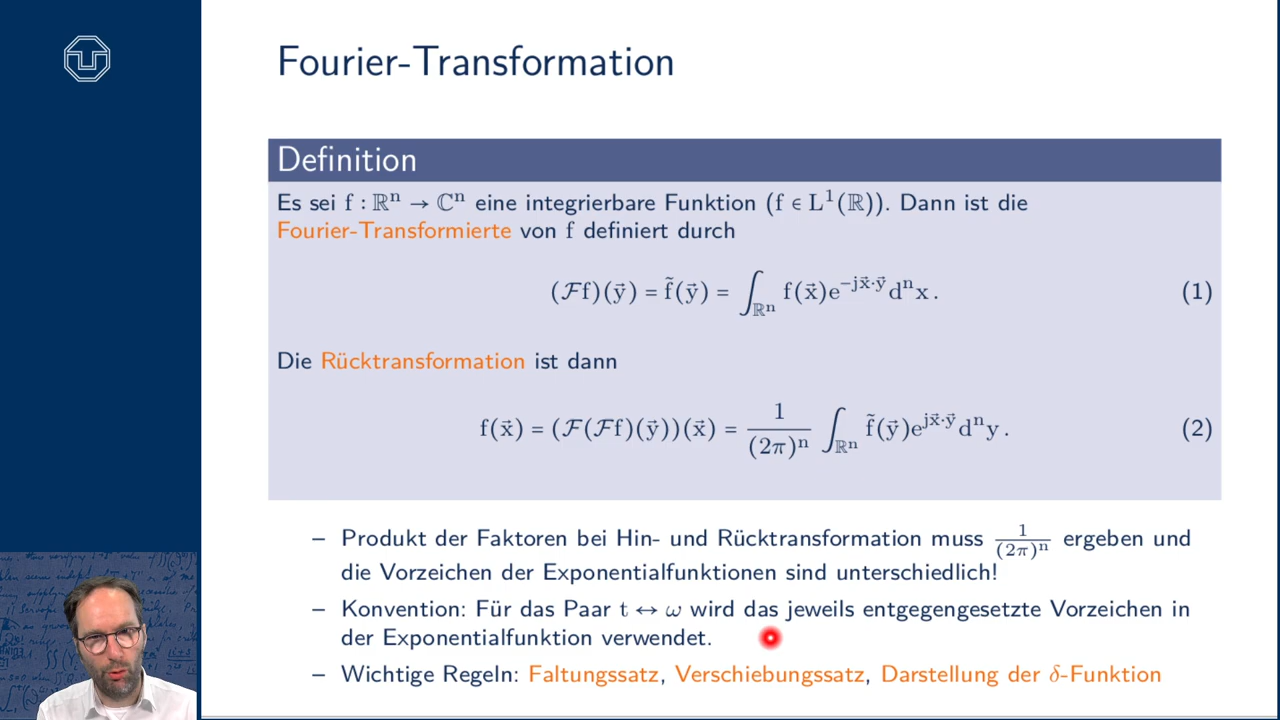 Fourier-Transformation
Definition
Es sei f : ℝⁿ → ℂⁿ eine integrierbare Funktion (f ∈ L¹(ℝ)). Dann ist die
Fourier-Transformierte von f definiert durch
(ℱf)(y⃗) = f̃(y⃗) = ∫_{ℝⁿ} f(x⃗)e^{−jx⃗·y⃗}dⁿx . (1)
Die Rücktransformation ist dann
f(x⃗) = (ℱ(ℱf)(y⃗))(x⃗) = 1/(2π)ⁿ ∫_{ℝⁿ} f̃(y⃗)e^{jx⃗·y⃗}dⁿy . (2)
– Produkt der Faktoren bei Hin- und Rücktransformation muss 1/(2π)ⁿ ergeben und
die Vorzeichen der Exponentialfunktionen sind unterschiedlich!
– Konvention: Für das Paar t ↔ ω wird das jeweils entgegengesetzte Vorzeichen in
der Exponentialfunktion verwendet.
– Wichtige Regeln: Faltungssatz, Verschiebungssatz, Darstellung der δ-Funktion